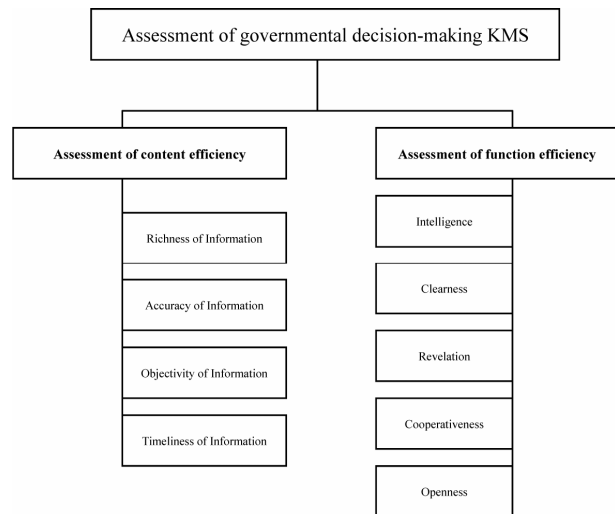 Assessment of governmental decision-making KMS
Assessment of content efficiency
Richness of Information
Accuracy of Information
Objectivity of Information
Timeliness of Information
Assessment of function efficiency
Intelligence
Clearness
Revelation
Cooperativeness
Openness